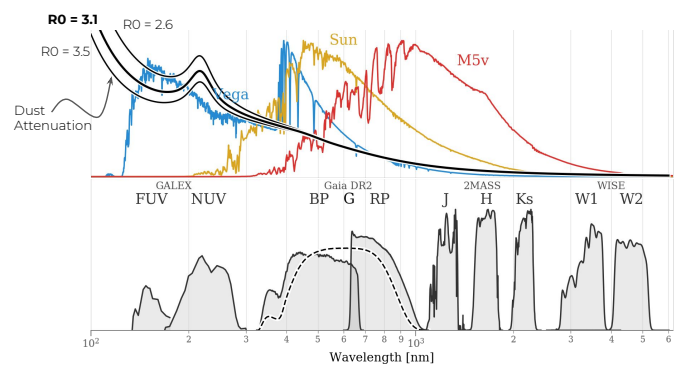 R0 = 3.1
R0 = 2.6
R0 = 3.5
Sun
M5v
Vega
Dust
Attenuation
GALEX Gaia DR2 2MASS WISE
FUV NUV BP G RP J H Ks W1 W2
10² 2 3 4 5 6 7 8 9 10³ 2 3 4 5 6
Wavelength [nm]